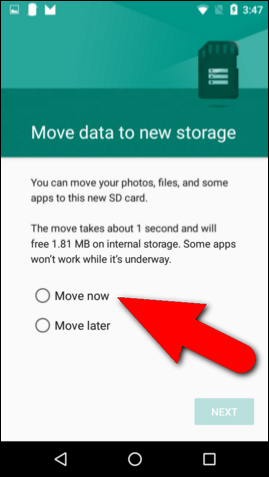 3:47
Move data to new storage
You can move your photos, files, and some
apps to this new SD card.
The move takes about 1 second and will
free 1.81 MB on internal storage. Some apps
won't work while it's underway.
Move now
Move later
NEXT